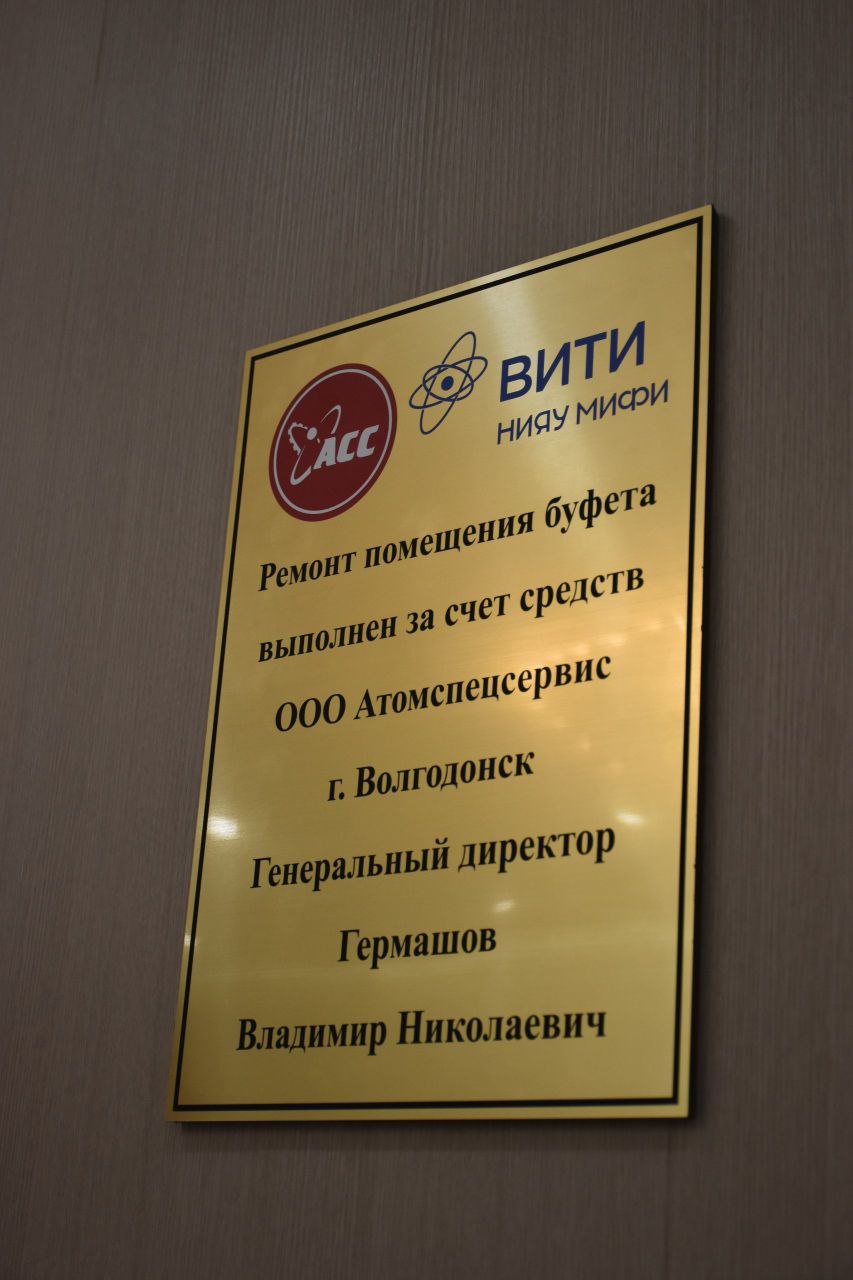 АСС
ВИТИ
НИЯУ МИФИ
Ремонт помещения буфета
выполнен за счет средств
ООО Атомспецсервис
г. Волгодонск
Генеральный директор
Гермашов
Владимир Николаевич